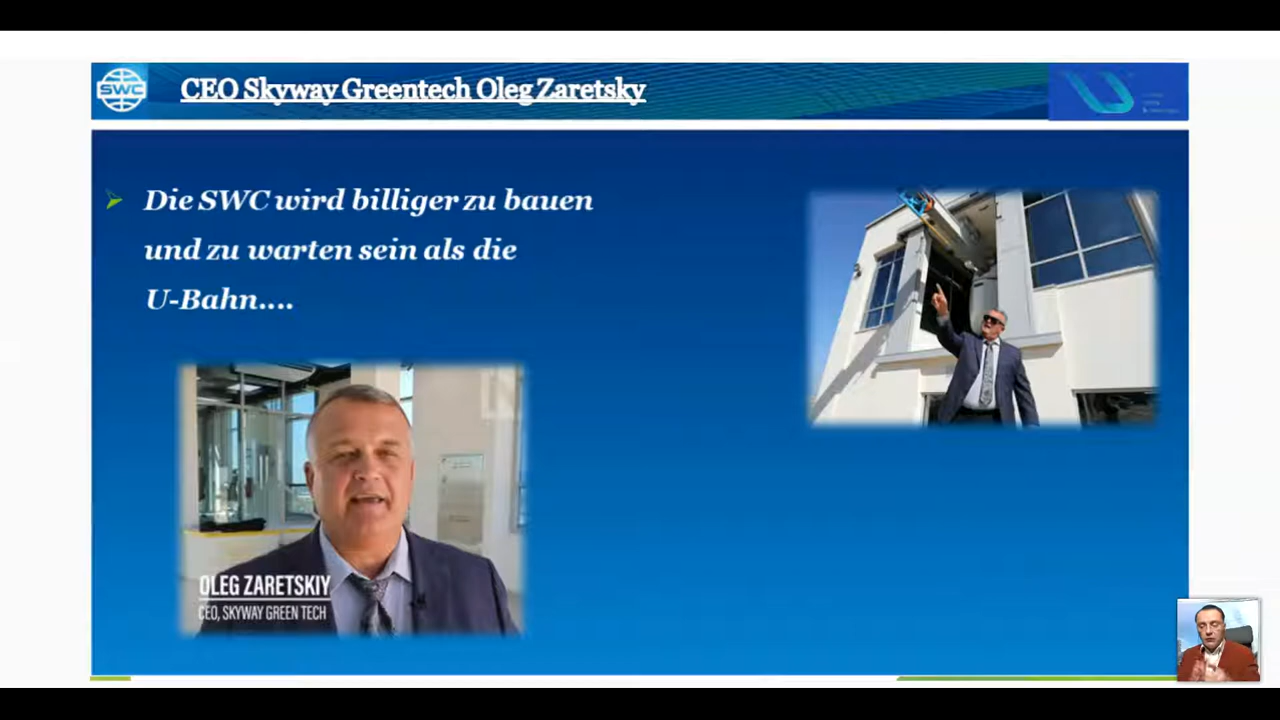 SWC
CEO Skyway Greentech Oleg Zaretsky
Die SWC wird billiger zu bauen
und zu warten sein als die
U-Bahn....
OLEG ZARETSKIY
CEO, SKYWAY GREEN TECH